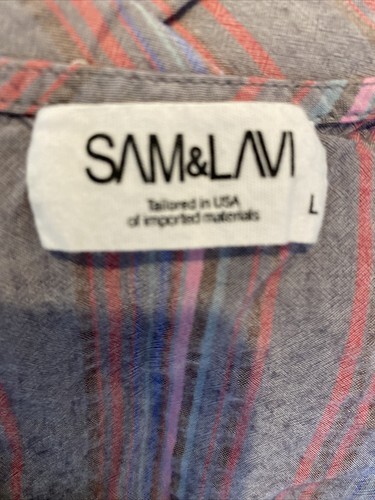 SAM&LAVI
Tailored in USA
of imported materials
L